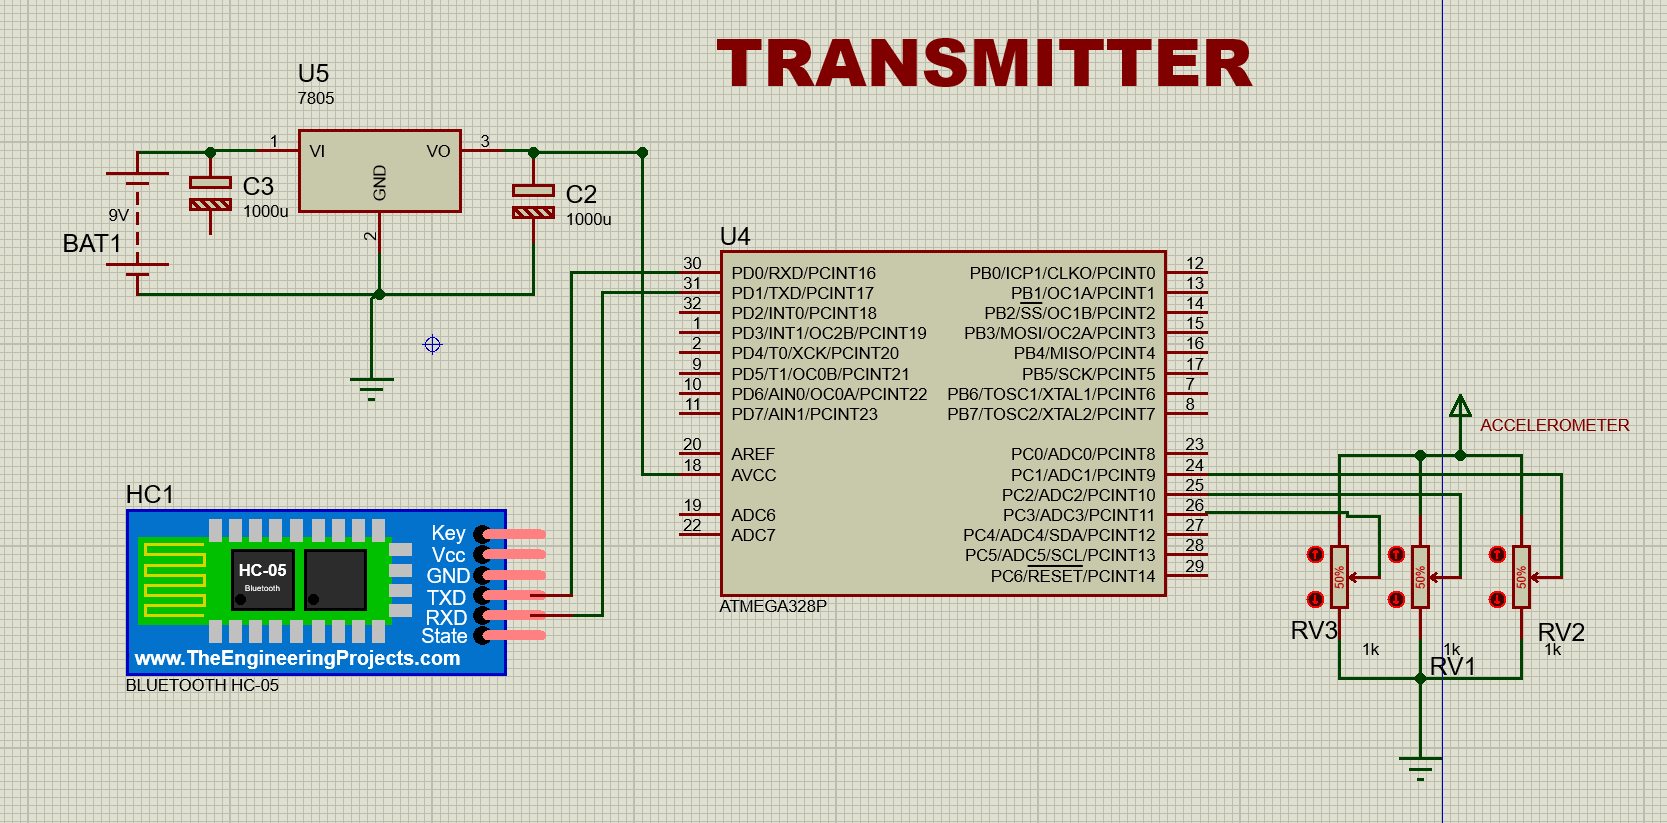 TRANSMITTER
U5
7805
1
VI
VO
3
GND
2
C3
1000u
C2
1000u
9V
BAT1
U4
30
PD0/RXD/PCINT16
31
PD1/TXD/PCINT17
32
PD2/INT0/PCINT18
1
PD3/INT1/OC2B/PCINT19
2
PD4/T0/XCK/PCINT20
9
PD5/T1/OC0B/PCINT21
10
PD6/AIN0/OC0A/PCINT22
11
PD7/AIN1/PCINT23
20
AREF
18
AVCC
19
ADC6
22
ADC7
PB0/ICP1/CLKO/PCINT0
12
PB1/OC1A/PCINT1
13
PB2/SS/OC1B/PCINT2
14
PB3/MOSI/OC2A/PCINT3
15
PB4/MISO/PCINT4
16
PB5/SCK/PCINT5
17
PB6/TOSC1/XTAL1/PCINT6
7
PB7/TOSC2/XTAL2/PCINT7
8
PC0/ADC0/PCINT8
23
PC1/ADC1/PCINT9
24
PC2/ADC2/PCINT10
25
PC3/ADC3/PCINT11
26
PC4/ADC4/SDA/PCINT12
27
PC5/ADC5/SCL/PCINT13
28
PC6/RESET/PCINT14
29
ATMEGA328P
ACCELEROMETER
50%
50%
50%
RV3
1k
RV1
1k
RV2
1k
HC1
HC-05
Bluetooth
Key
Vcc
GND
TXD
RXD
State
www.TheEngineeringProjects.com
BLUETOOTH HC-05